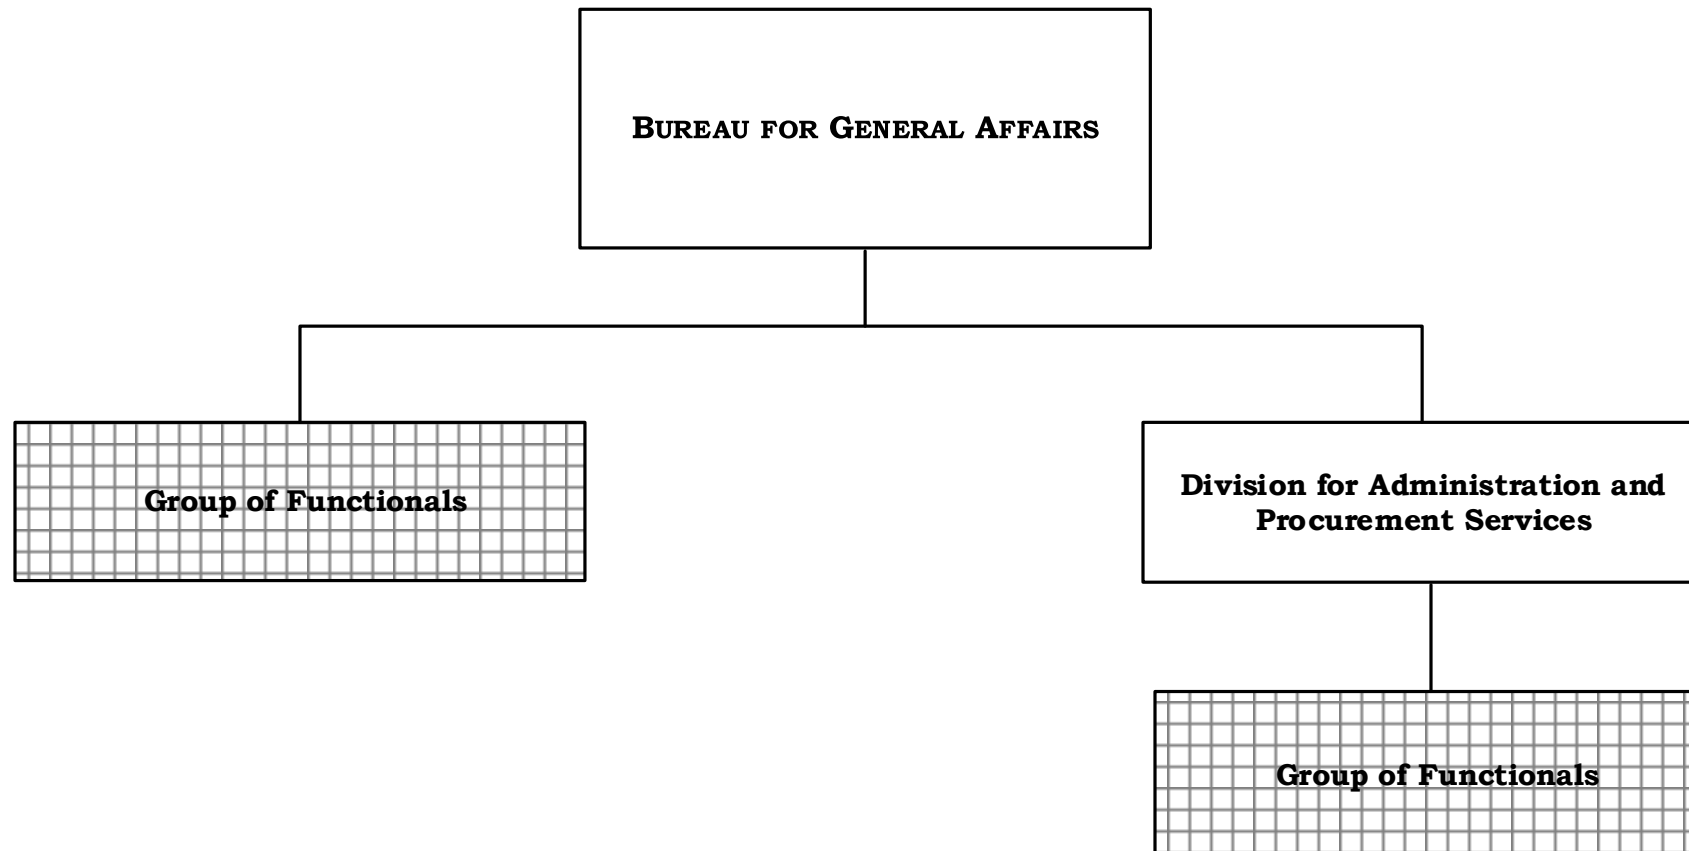 BUREAU FOR GENERAL AFFAIRS
Group of Functionals
Division for Administration and
Procurement Services
Group of Functionals